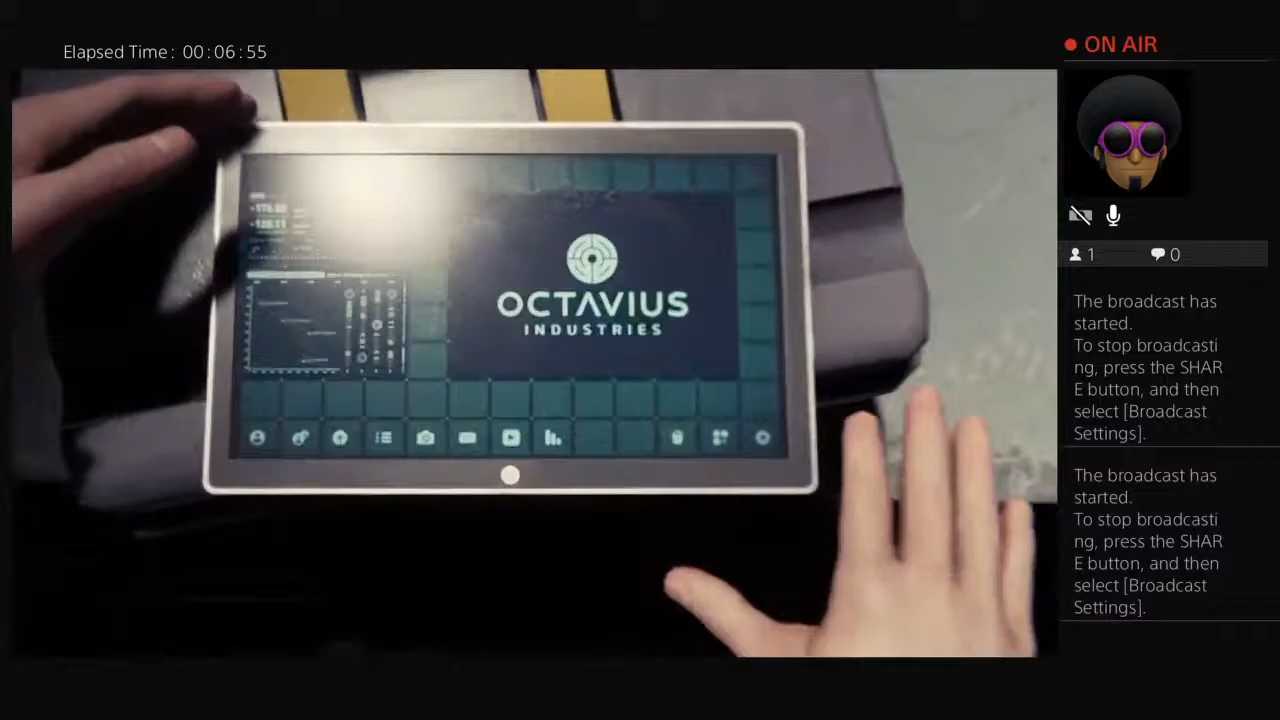 Elapsed Time: 00:06:55
ON AIR
OCTAVIUS
INDUSTRIES
1
0
The broadcast has
started.
To stop broadcasti
ng, press the SHAR
E button, and then
select [Broadcast
Settings].
The broadcast has
started.
To stop broadcasti
ng, press the SHAR
E button, and then
select [Broadcast
Settings].